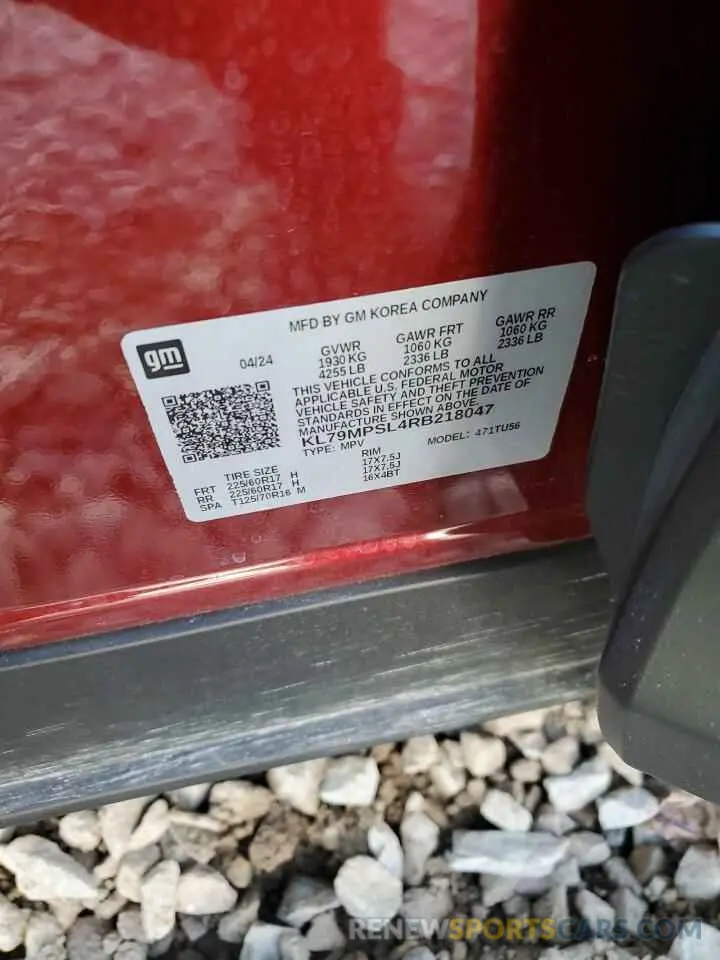 MFD BY GM KOREA COMPANY
gm
04/24
GVWR GAWR FRT GAWR RR
1930 KG 1060 KG 1060 KG
4255 LB 2336 LB 2336 LB
THIS VEHICLE CONFORMS TO ALL
APPLICABLE U.S. FEDERAL MOTOR
VEHICLE SAFETY AND THEFT PREVENTION
STANDARDS IN EFFECT ON THE DATE OF
MANUFACTURE SHOWN ABOVE.
KL79MPSL4RB218047
TYPE: MPV MODEL: 471TU56
TIRE SIZE RIM
FRT 225/60R17 H 17X7.5J
RR 225/60R17 H 17X7.5J
SPA T125/70R16 M 16X4BT
RENEWSPORTSCARS.COM